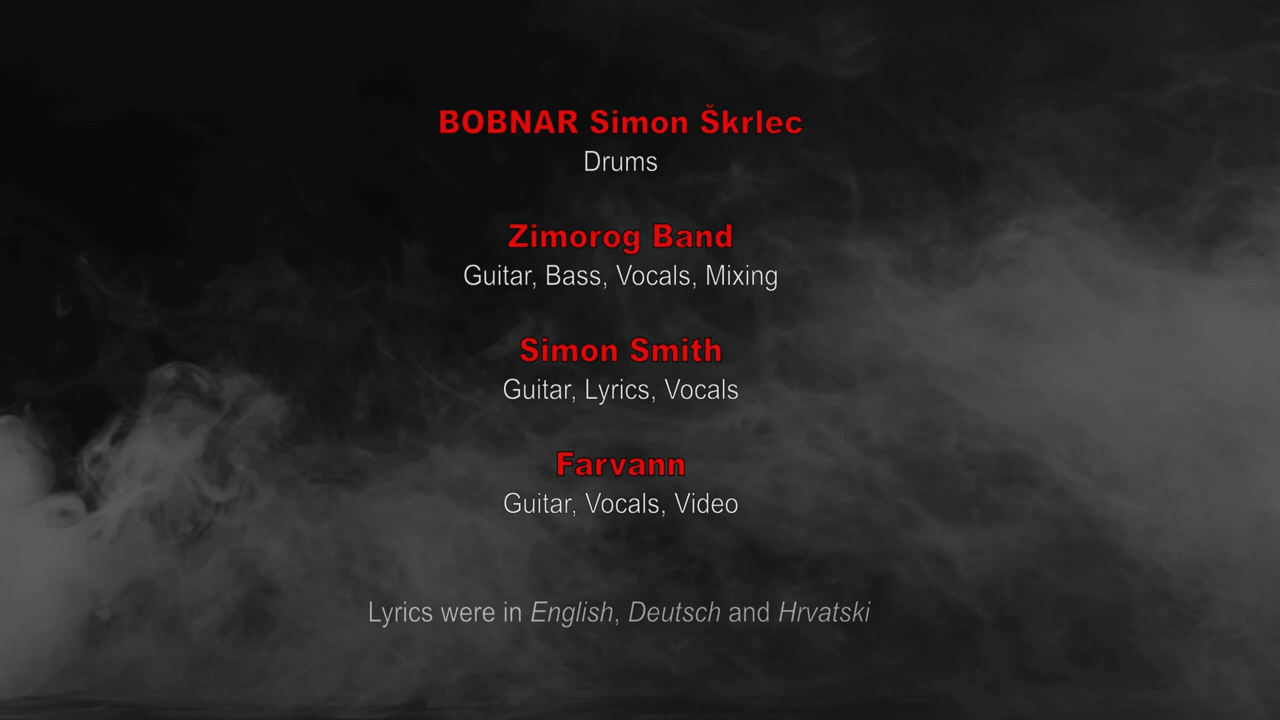 BOBNAR Simon Škrlec
Drums
Zimorog Band
Guitar, Bass, Vocals, Mixing
Simon Smith
Guitar, Lyrics, Vocals
Farvann
Guitar, Vocals, Video
Lyrics were in English, Deutsch and Hrvatski